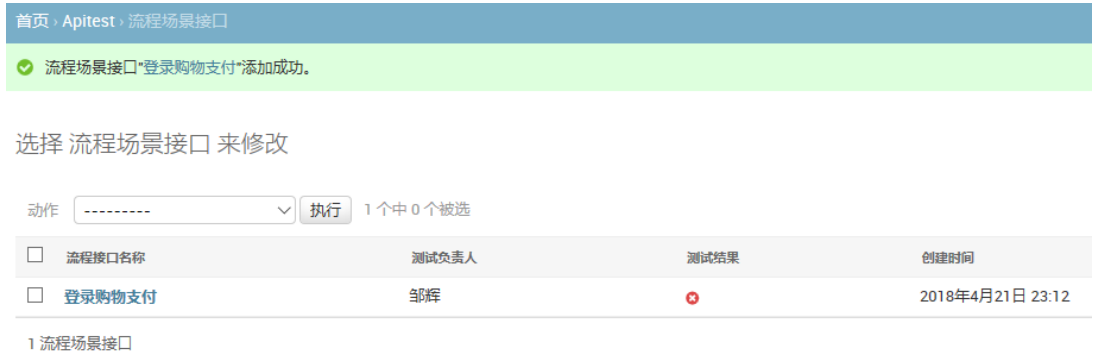 首页 › Apitest › 流程场景接口
流程场景接口"登录购物支付"添加成功。
选择 流程场景接口 来修改
动作 --------- 执行 1 个中 0 个被选
流程接口名称 测试负责人 测试结果 创建时间
登录购物支付 邹辉 2018年4月21日 23:12
1 流程场景接口